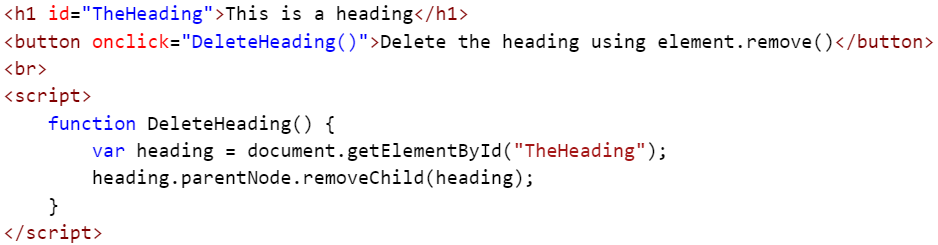 <h1 id="TheHeading">This is a heading</h1>
<button onclick="DeleteHeading()">Delete the heading using element.remove()</button>
<br>
<script>
    function DeleteHeading() {
        var heading = document.getElementById("TheHeading");
        heading.parentNode.removeChild(heading);
    }
</script>